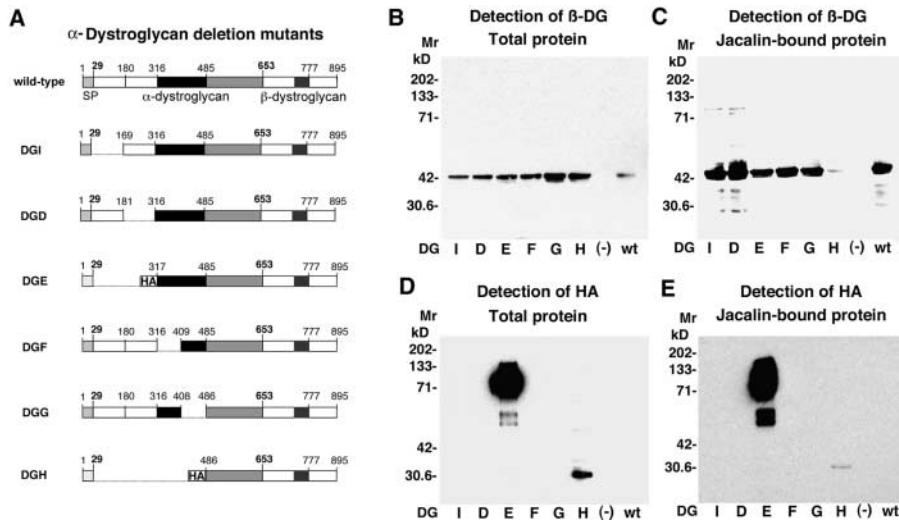 A
α- Dystroglycan deletion mutants
1 29 180 316 485 653 777 895
wild-type
SP α-dystroglycan β-dystroglycan
1 29 169 316 485 653 777 895
DGI
1 29 181 316 485 653 777 895
DGD
1 29 317 485 653 777 895
DGE HA
1 29 180 316 409 485 653 777 895
DGF
1 29 180 316 408 486 653 777 895
DGG
1 29 486 653 777 895
DGH HA
B
Detection of ß-DG
Total protein
Mr
kD
202-
133-
71-
42-
30.6-
DG I D E F G H (-) wt
C
Detection of ß-DG
Jacalin-bound protein
Mr
kD
202-
133-
71-
42-
30.6-
DG I D E F G H (-) wt
D
Detection of HA
Total protein
Mr
kD
202-
133-
71-
42-
30.6-
DG I D E F G H (-) wt
E
Detection of HA
Jacalin-bound protein
Mr
kD
202-
133-
71-
42-
30.6-
DG I D E F G H (-) wt